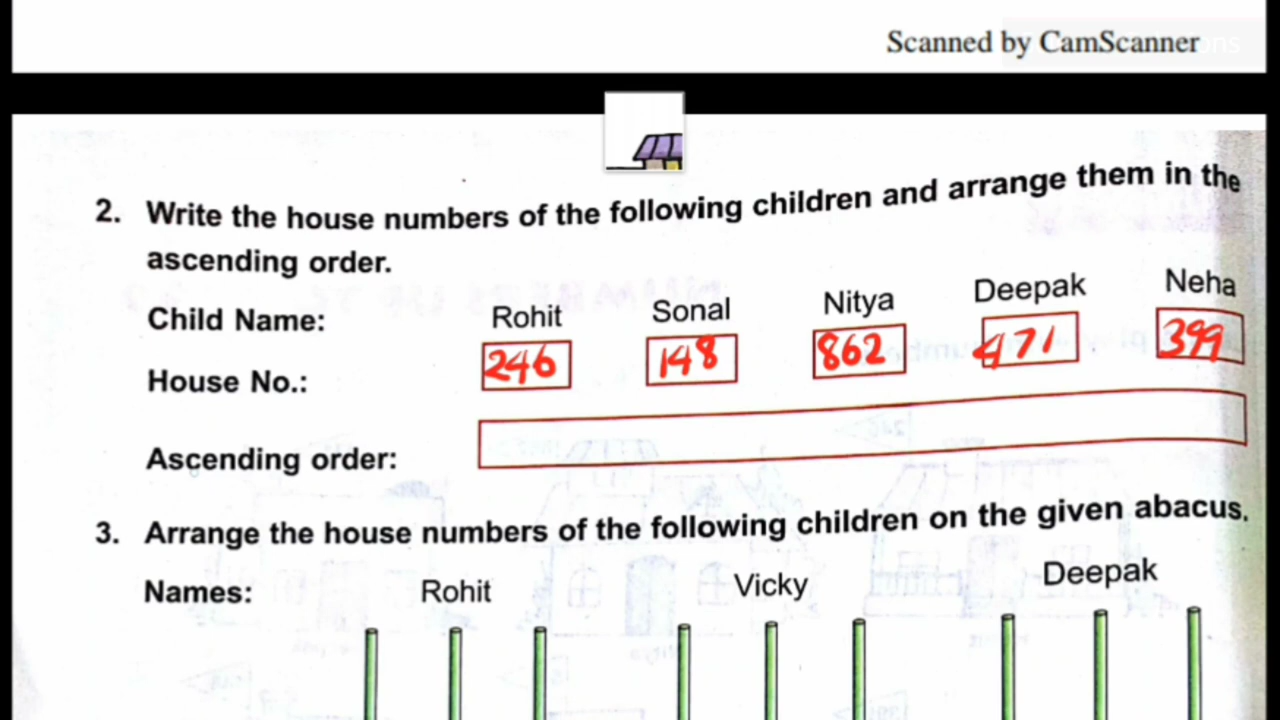 Scanned by CamScanner
2. Write the house numbers of the following children and arrange them in the
ascending order.
Child Name: Rohit Sonal Nitya Deepak Neha
House No.: 246 148 862 471 399
Ascending order:
3. Arrange the house numbers of the following children on the given abacus.
Names: Rohit Vicky Deepak